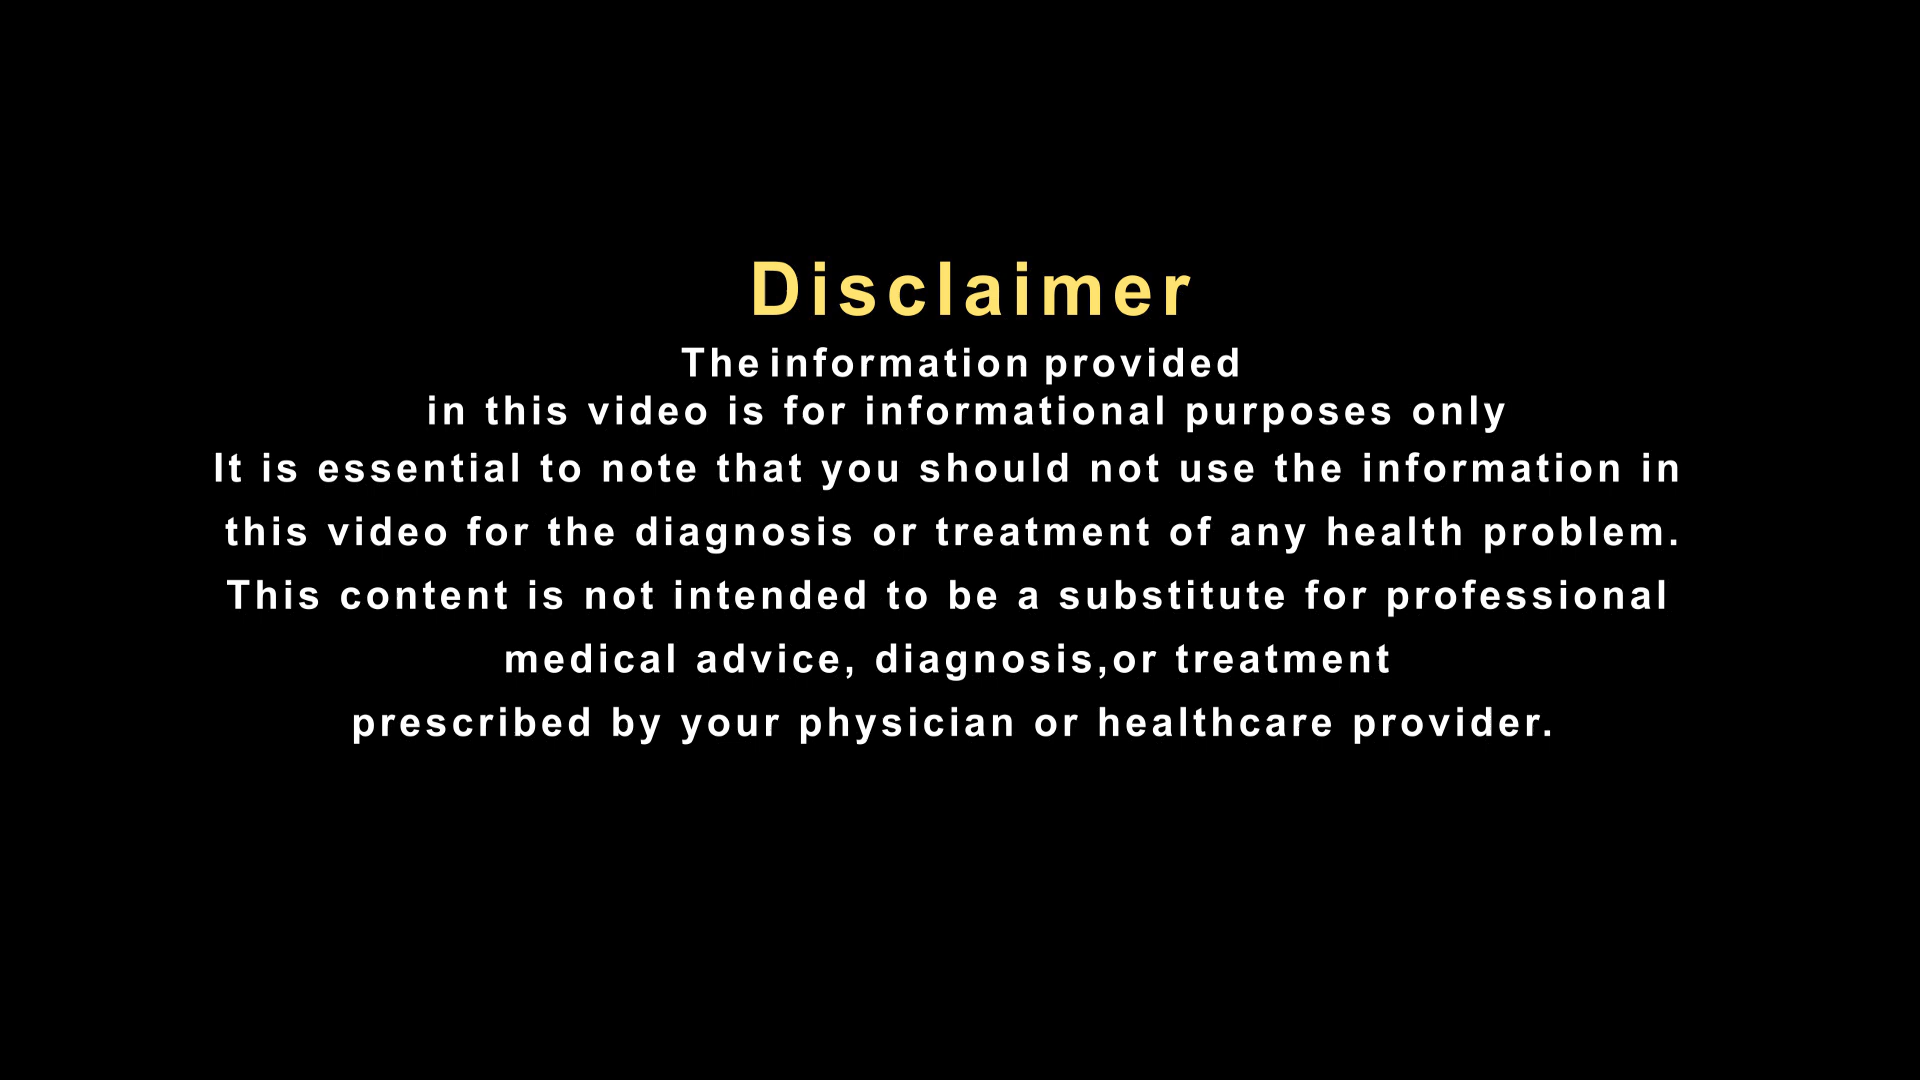 Disclaimer
The information provided
in this video is for informational purposes only
It is essential to note that you should not use the information in
this video for the diagnosis or treatment of any health problem.
This content is not intended to be a substitute for professional
medical advice, diagnosis,or treatment
prescribed by your physician or healthcare provider.